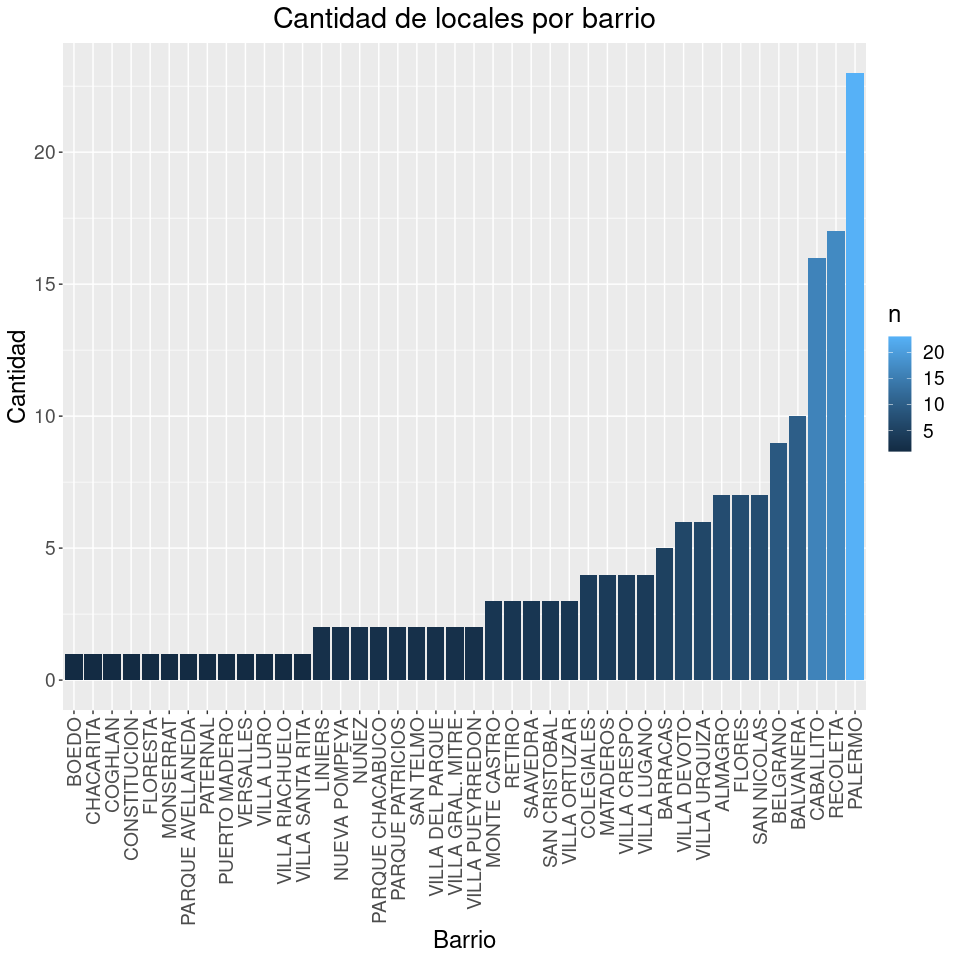 Cantidad de locales por barrio
Cantidad
20
15
10
5
0
BOEDO
CHACARITA
COGHLAN
CONSTITUCION
FLORESTA
MONSERRAT
PARQUE AVELLANEDA
PATERNAL
PUERTO MADERO
VERSALLES
VILLA LURO
VILLA RIACHUELO
VILLA SANTA RITA
LINIERS
NUEVA POMPEYA
NUÑEZ
PARQUE CHACABUCO
PARQUE PATRICIOS
SAN TELMO
VILLA DEL PARQUE
VILLA GRAL. MITRE
VILLA PUEYRREDON
MONTE CASTRO
RETIRO
SAAVEDRA
SAN CRISTOBAL
VILLA ORTUZAR
COLEGIALES
MATADEROS
VILLA CRESPO
VILLA LUGANO
BARRACAS
VILLA DEVOTO
VILLA URQUIZA
ALMAGRO
FLORES
SAN NICOLAS
BELGRANO
BALVANERA
CABALLITO
RECOLETA
PALERMO
Barrio
n
20
15
10
5